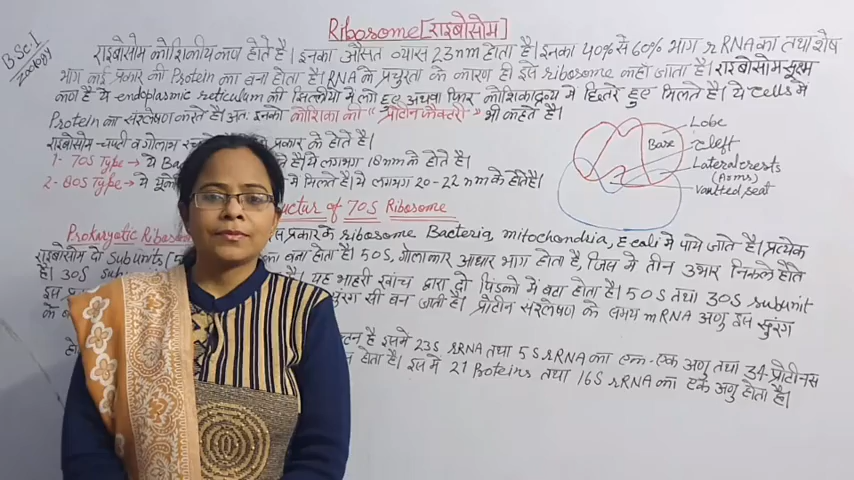 BSc-I
Zoology
Ribosome [राइबोसोम]
राइबोसोम कोशिकीय कण होते है। इनका औसत व्यास 23nm होता है। इनका 40% से 60% भाग rRNA का तथा शेष
भाग कई प्रकार की Protein का बना होता है। RNA के प्रचुरता के कारण ही इसे ribosome कहाँ जाता है। राइबोसोम सूक्ष्म
कण है ये endoplasmic reticulum की झिल्लीयो मे लगे हुए अथवा फिर कोशिकाद्रव्य मे छितरे हुए मिलते है। ये Cells मे
Protein का संश्लेषण करते है। अतः इनको कोशिका की "प्रोटीन फैक्टरी" भी कहते है।
राइबोसोम चपटी व गोलाभ प्रकार के होते है।
1- 70S Type → ये Ba है। ये लगभग 18nm के होते है।
2- 80S Type → ये मे मिलते है। ये लगभग 20-22 nm के होते है।
Lobe
Base
cleft
Lateral crests
(Arms)
Vaulted seat
of 70S Ribosome
Prokaryotic प्रकार के ribosome Bacteria, mitochondria, E coli मे पाये जाते है। प्रत्येक
राइबोसोम दो Subunits का बना होता है। 50S, गोलाकार आधार भाग होता है, जिस मे तीन उभार निकले होते
है। 30S है। यह भाहरी खांच द्वारा दो पिंडको मे बटा होता है। 50S तथा 30S subunit
इस सुरंग सी बन जाती है। प्रोटीन संश्लेषण के समय mRNA अणु इस सुरंग
के
है इसमे 23S rRNA तथा 5S rRNA का एक-एक अणु तथा 34-प्रोटीनस
हो होता है। इस मे 21 Proteins तथा 16S rRNA का एक अणु होता है।